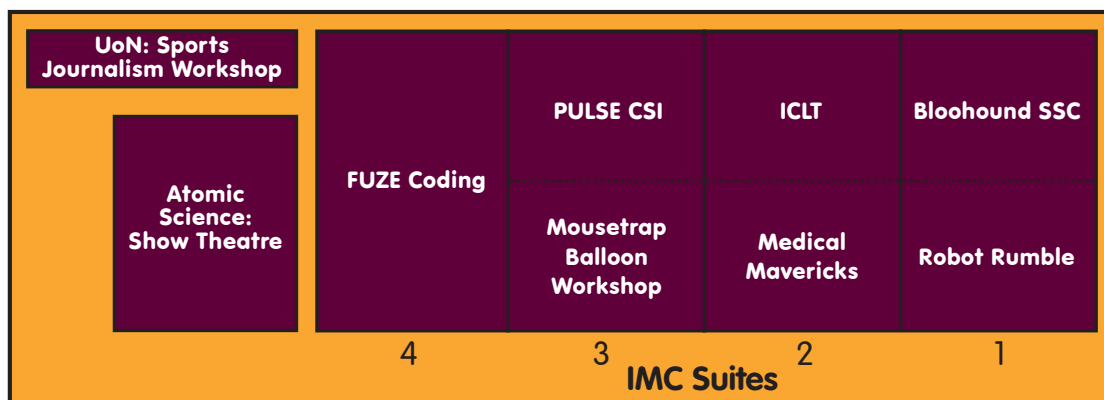 UoN: Sports
Journalism Workshop
Atomic
Science:
Show Theatre
FUZE Coding
PULSE CSI
ICLT
Bloohound SSC
Mousetrap
Balloon
Workshop
Medical
Mavericks
Robot Rumble
4
3
2
1
IMC Suites